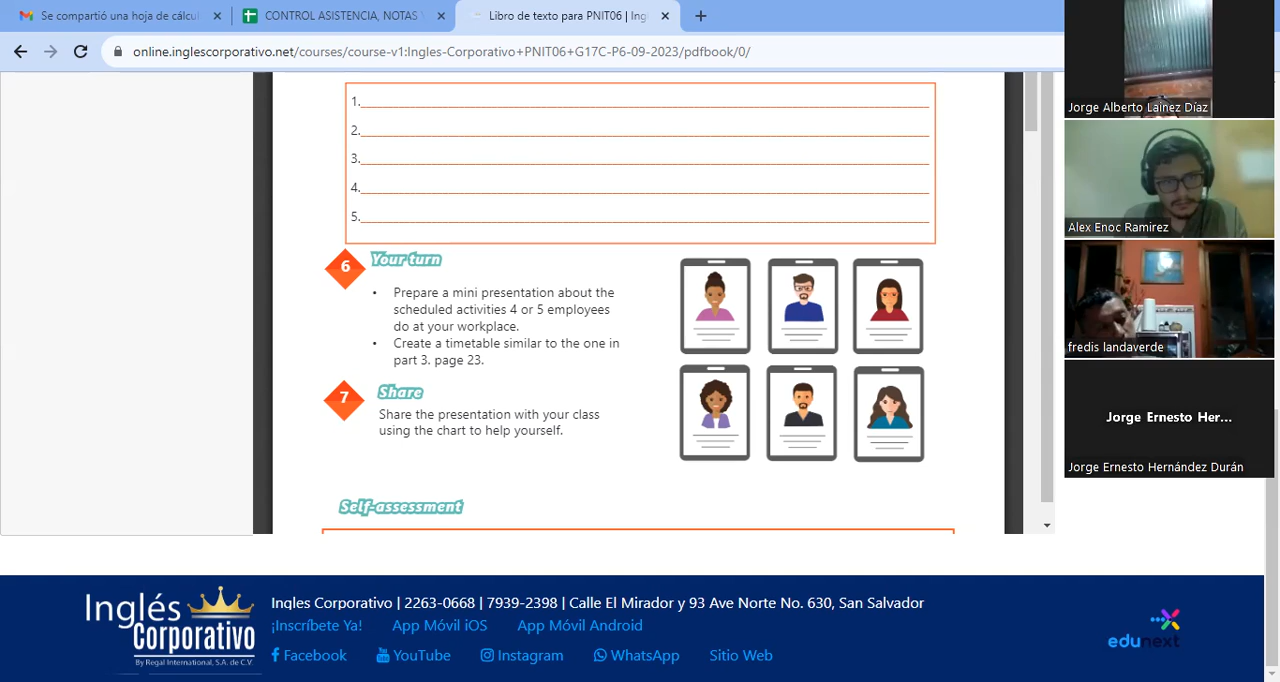 Se compartió una hoja de cálcul
CONTROL ASISTENCIA, NOTAS Y
Libro de texto para PNIT06 | Ingl
online.inglescorporativo.net/courses/course-v1:Ingles-Corporativo+PNIT06+G17C-P6-09-2023/pdfbook/0/
1.
2.
3.
4.
5.
6 Your turn
• Prepare a mini presentation about the
scheduled activities 4 or 5 employees
do at your workplace.
• Create a timetable similar to the one in
part 3. page 23.
7 Share
Share the presentation with your class
using the chart to help yourself.
Self-assessment
Jorge Alberto Laínez Díaz
Alex Enoc Ramirez
fredis landaverde
Jorge Ernesto Her...
Jorge Ernesto Hernández Durán
Inglés
Corporativo
By Regal International, S.A. de C.V.
Ingles Corporativo | 2263-0668 | 7939-2398 | Calle El Mirador y 93 Ave Norte No. 630, San Salvador
¡Inscríbete Ya! App Móvil iOS App Móvil Android
Facebook YouTube Instagram WhatsApp Sitio Web
edunext